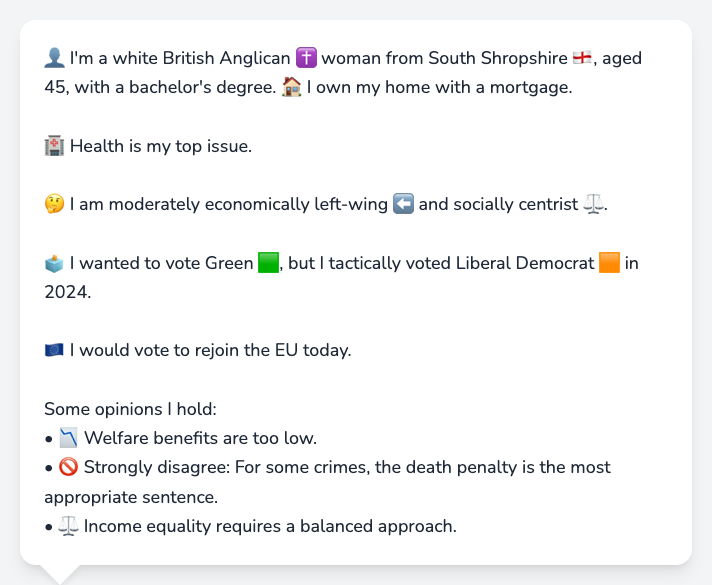 👤 I'm a white British Anglican ✝️ woman from South Shropshire 🏴󠁧󠁢󠁥󠁮󠁧󠁿, aged
45, with a bachelor's degree. 🏠 I own my home with a mortgage.
🏥 Health is my top issue.
🤔 I am moderately economically left-wing ⬅️ and socially centrist ⚖️.
🗳️ I wanted to vote Green 🟩, but I tactically voted Liberal Democrat 🟧 in
2024.
🇪🇺 I would vote to rejoin the EU today.
Some opinions I hold:
• 📉 Welfare benefits are too low.
• 🚫 Strongly disagree: For some crimes, the death penalty is the most
appropriate sentence.
• ⚖️ Income equality requires a balanced approach.